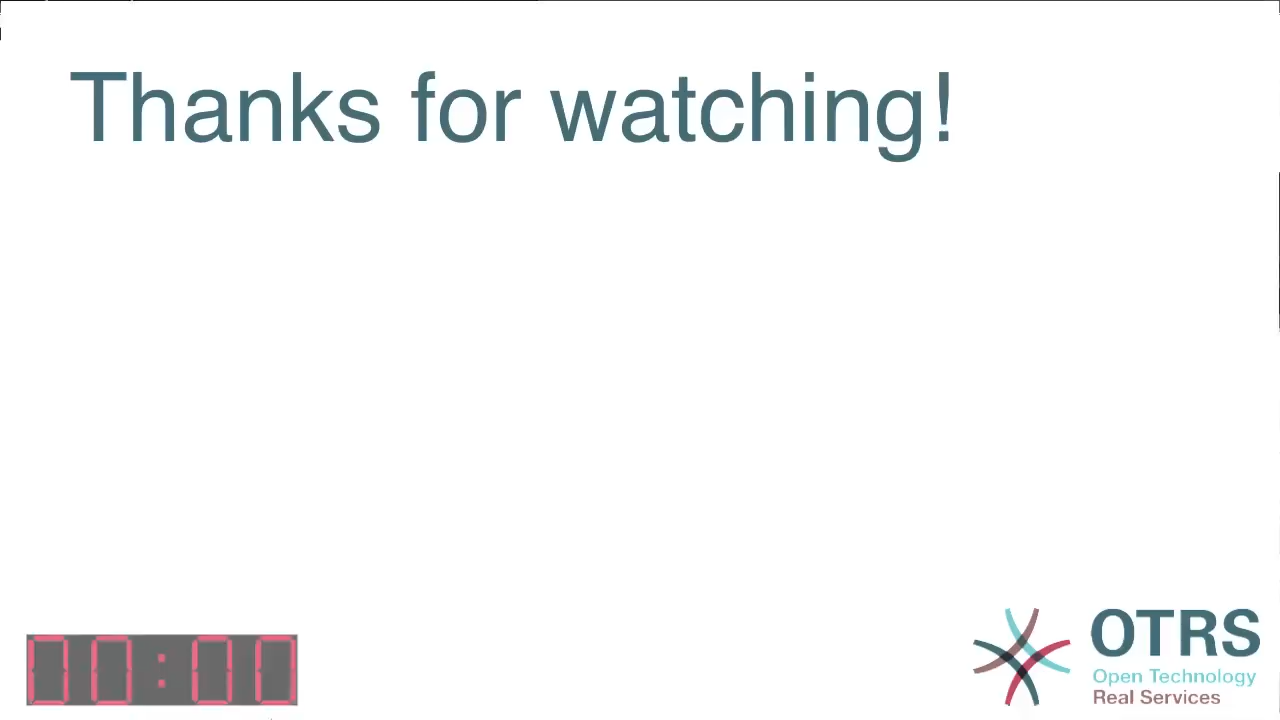 Thanks for watching!
00:00
OTRS
Open Technology
Real Services